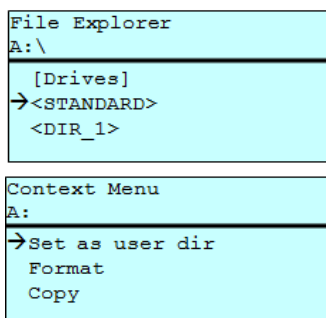 File Explorer
A:\
[Drives]
→<STANDARD>
<DIR_1>
Context Menu
A:
→Set as user dir
Format
Copy